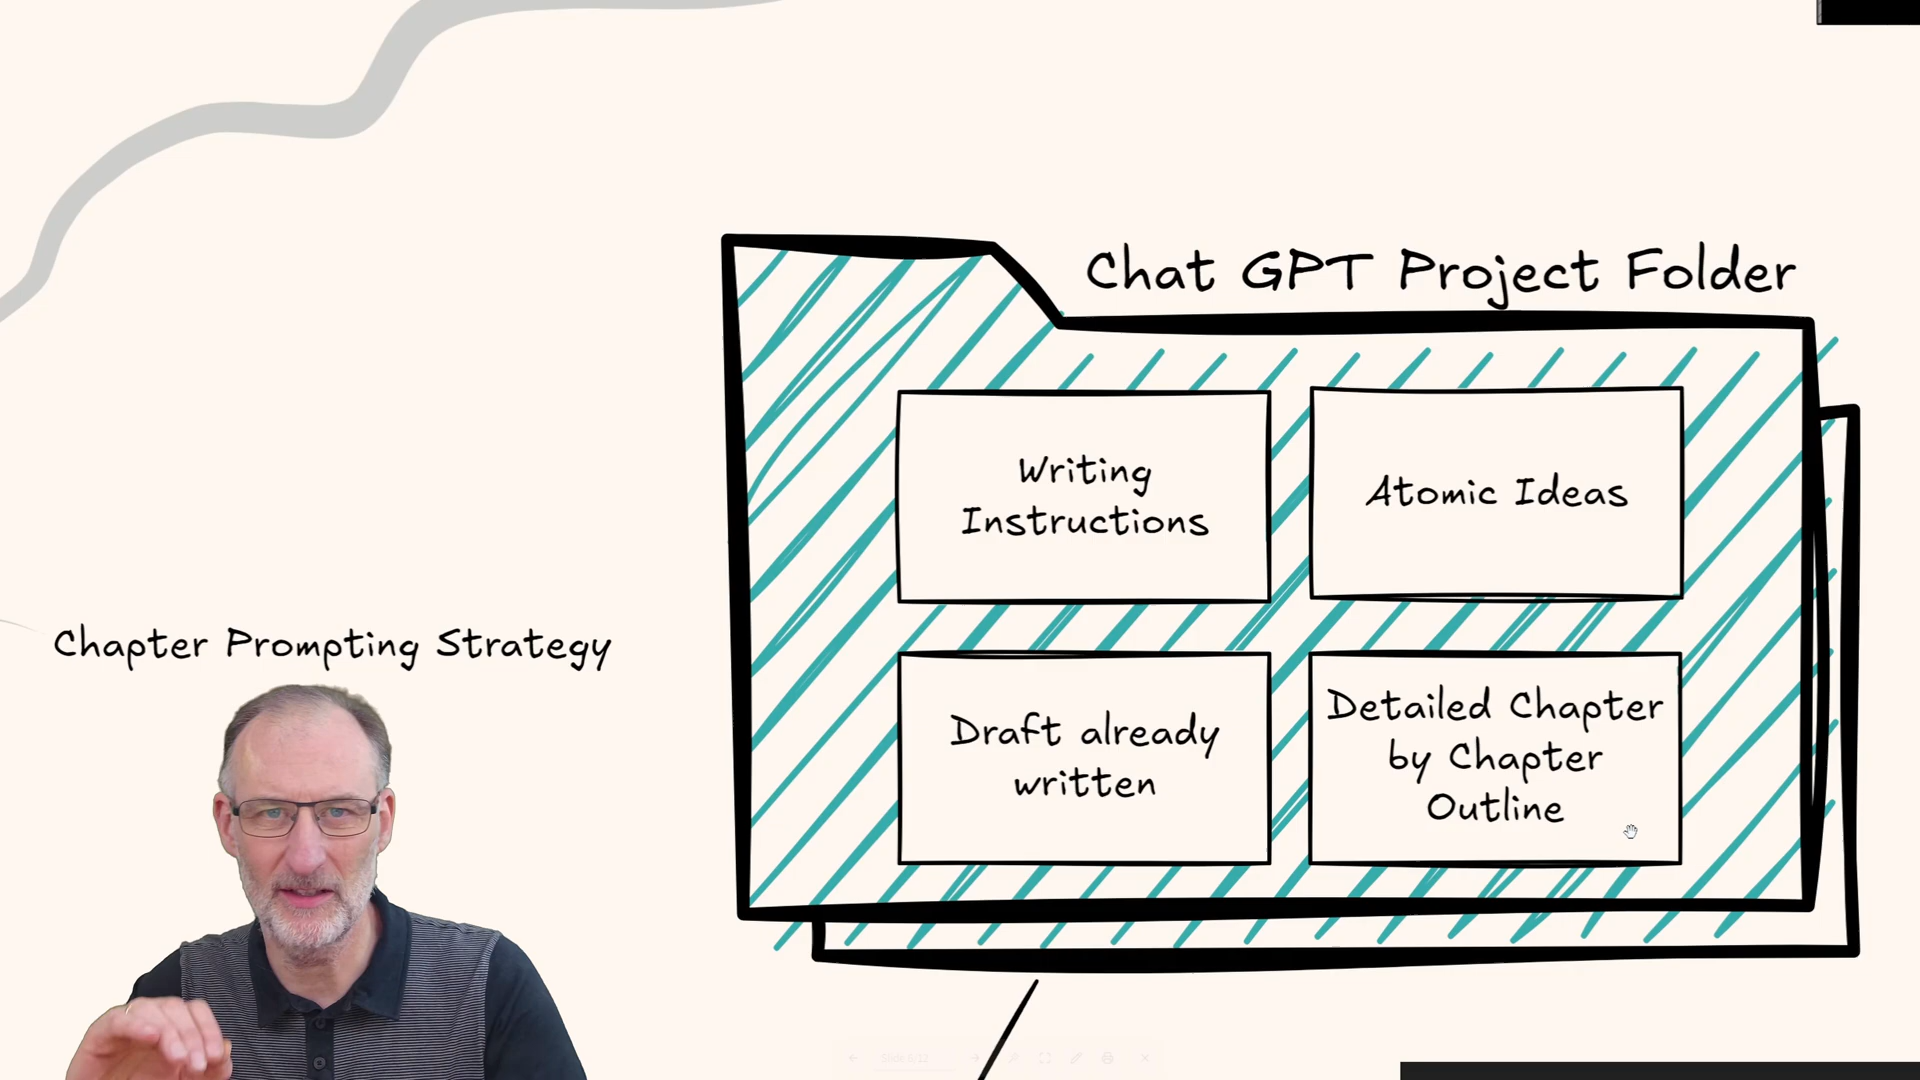 Chat GPT Project Folder
Writing
Instructions
Atomic Ideas
Chapter Prompting Strategy
Draft already
written
Detailed Chapter
by Chapter
Outline